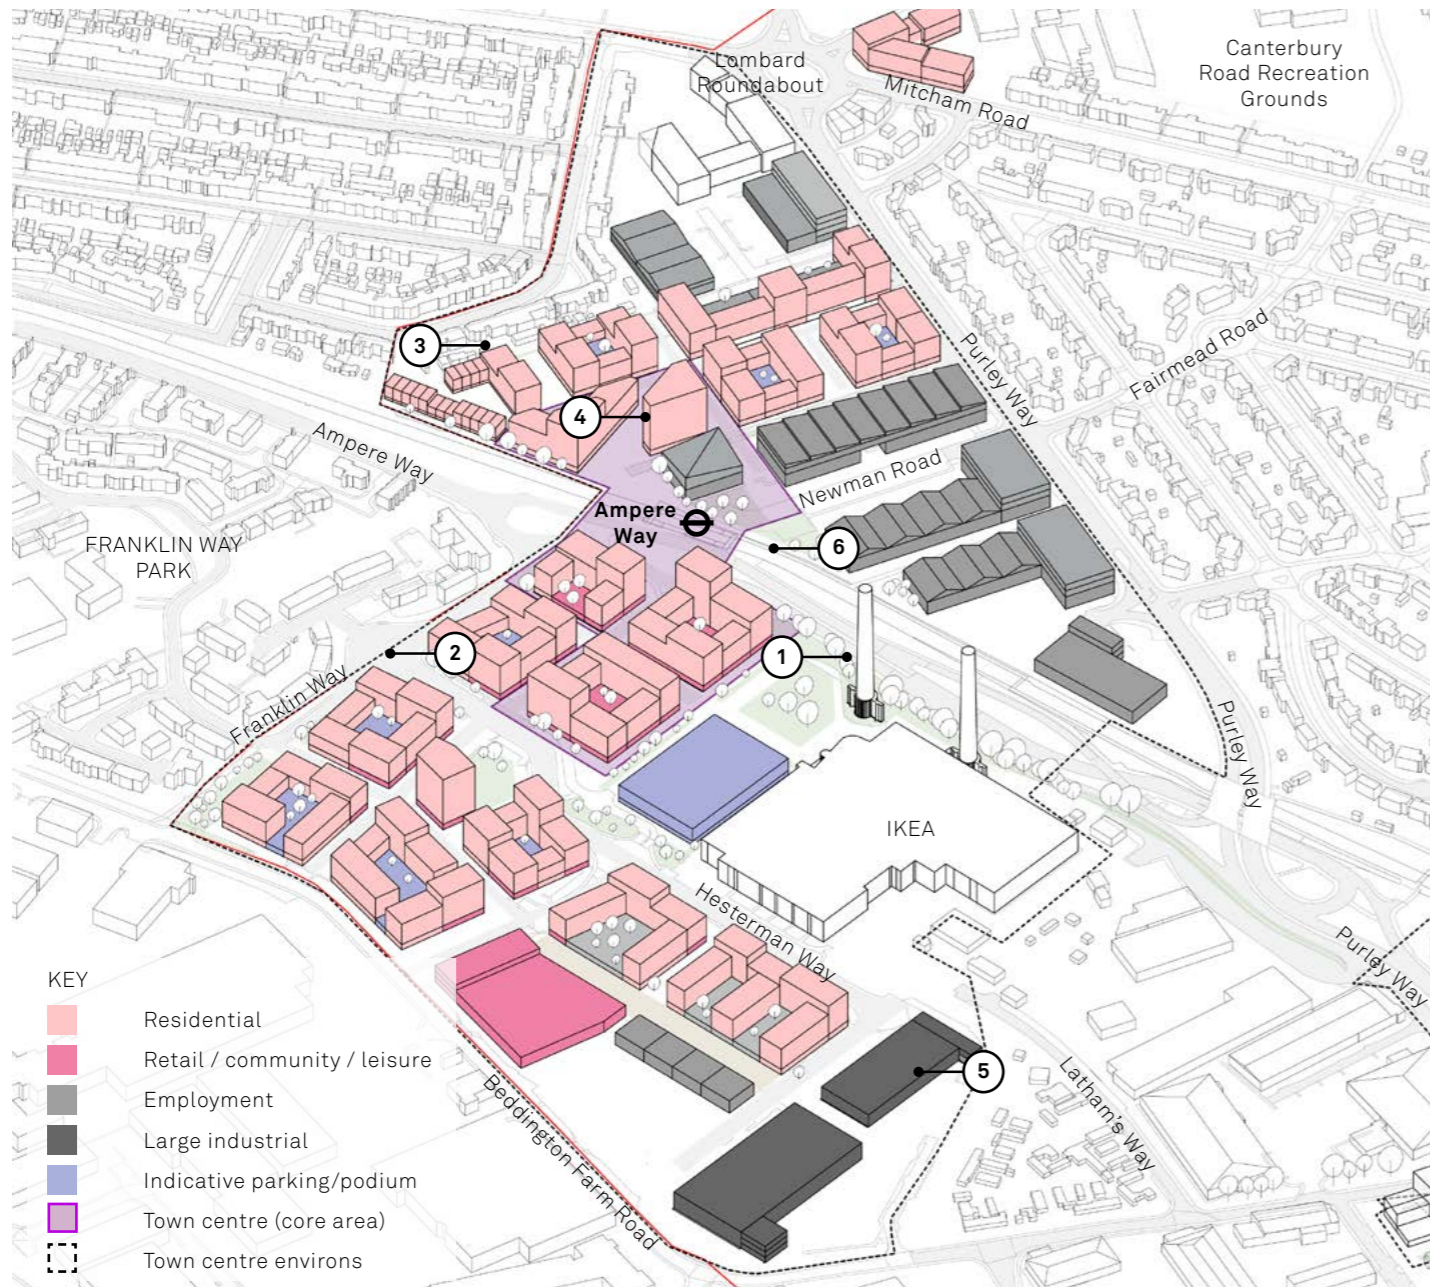 Canterbury
Road Recreation
Grounds
Lombard
Roundabout
Mitcham Road
3
Purley Way
Fairmead Road
4
Ampere Way
Newman Road
Ampere
Way
6
FRANKLIN WAY
PARK
2
1
Franklin Way
Purley Way
IKEA
Hesterman Way
Purley Way
5
Latham's Way
Beddington Farm Road
KEY
Residential
Retail / community / leisure
Employment
Large industrial
Indicative parking/podium
Town centre (core area)
Town centre environs